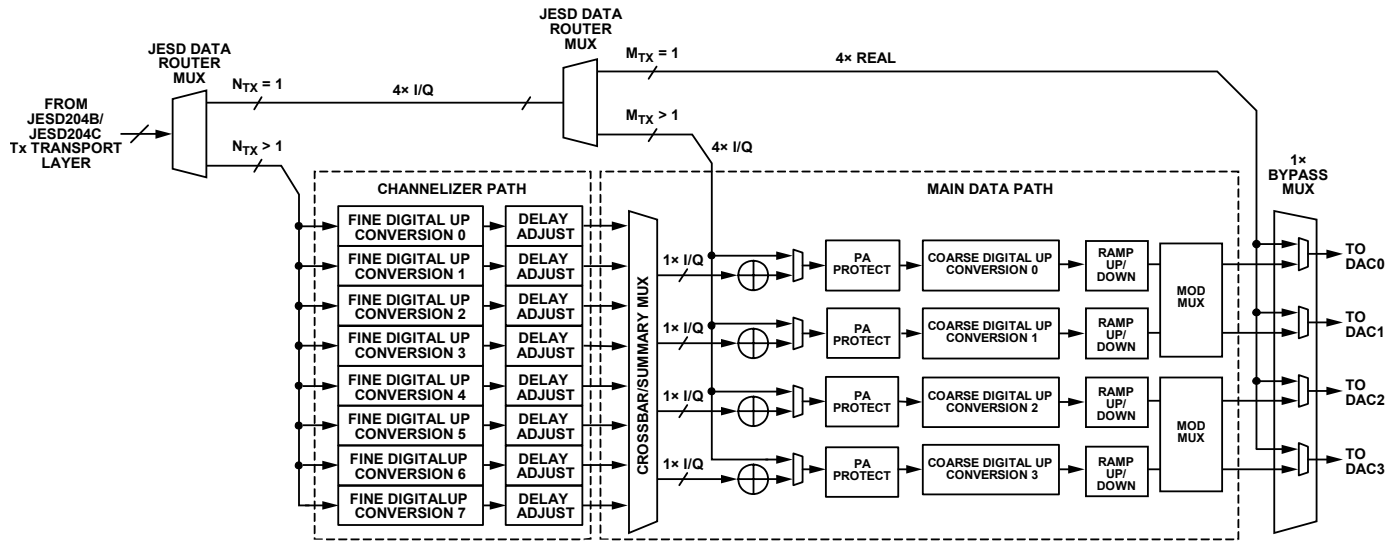 JESD DATA
ROUTER
MUX
JESD DATA
ROUTER
MUX
M_TX = 1
4× REAL
N_TX = 1
4× I/Q
FROM
JESD204B/
JESD204C
Tx TRANSPORT
LAYER
M_TX > 1
N_TX > 1
4× I/Q
1×
BYPASS
MUX
CHANNELIZER PATH
MAIN DATA PATH
FINE DIGITAL UP
CONVERSION 0
DELAY
ADJUST
FINE DIGITAL UP
CONVERSION 1
DELAY
ADJUST
FINE DIGITAL UP
CONVERSION 2
DELAY
ADJUST
FINE DIGITAL UP
CONVERSION 3
DELAY
ADJUST
FINE DIGITAL UP
CONVERSION 4
DELAY
ADJUST
FINE DIGITAL UP
CONVERSION 5
DELAY
ADJUST
FINE DIGITALUP
CONVERSION 6
DELAY
ADJUST
FINE DIGITALUP
CONVERSION 7
DELAY
ADJUST
CROSSBAR/SUMMARY MUX
1× I/Q
PA
PROTECT
COARSE DIGITAL UP
CONVERSION 0
RAMP
UP/
DOWN
1× I/Q
PA
PROTECT
COARSE DIGITAL UP
CONVERSION 1
RAMP
UP/
DOWN
MOD
MUX
1× I/Q
PA
PROTECT
COARSE DIGITAL UP
CONVERSION 2
RAMP
UP/
DOWN
1× I/Q
PA
PROTECT
COARSE DIGITAL UP
CONVERSION 3
RAMP
UP/
DOWN
MOD
MUX
TO
DAC0
TO
DAC1
TO
DAC2
TO
DAC3